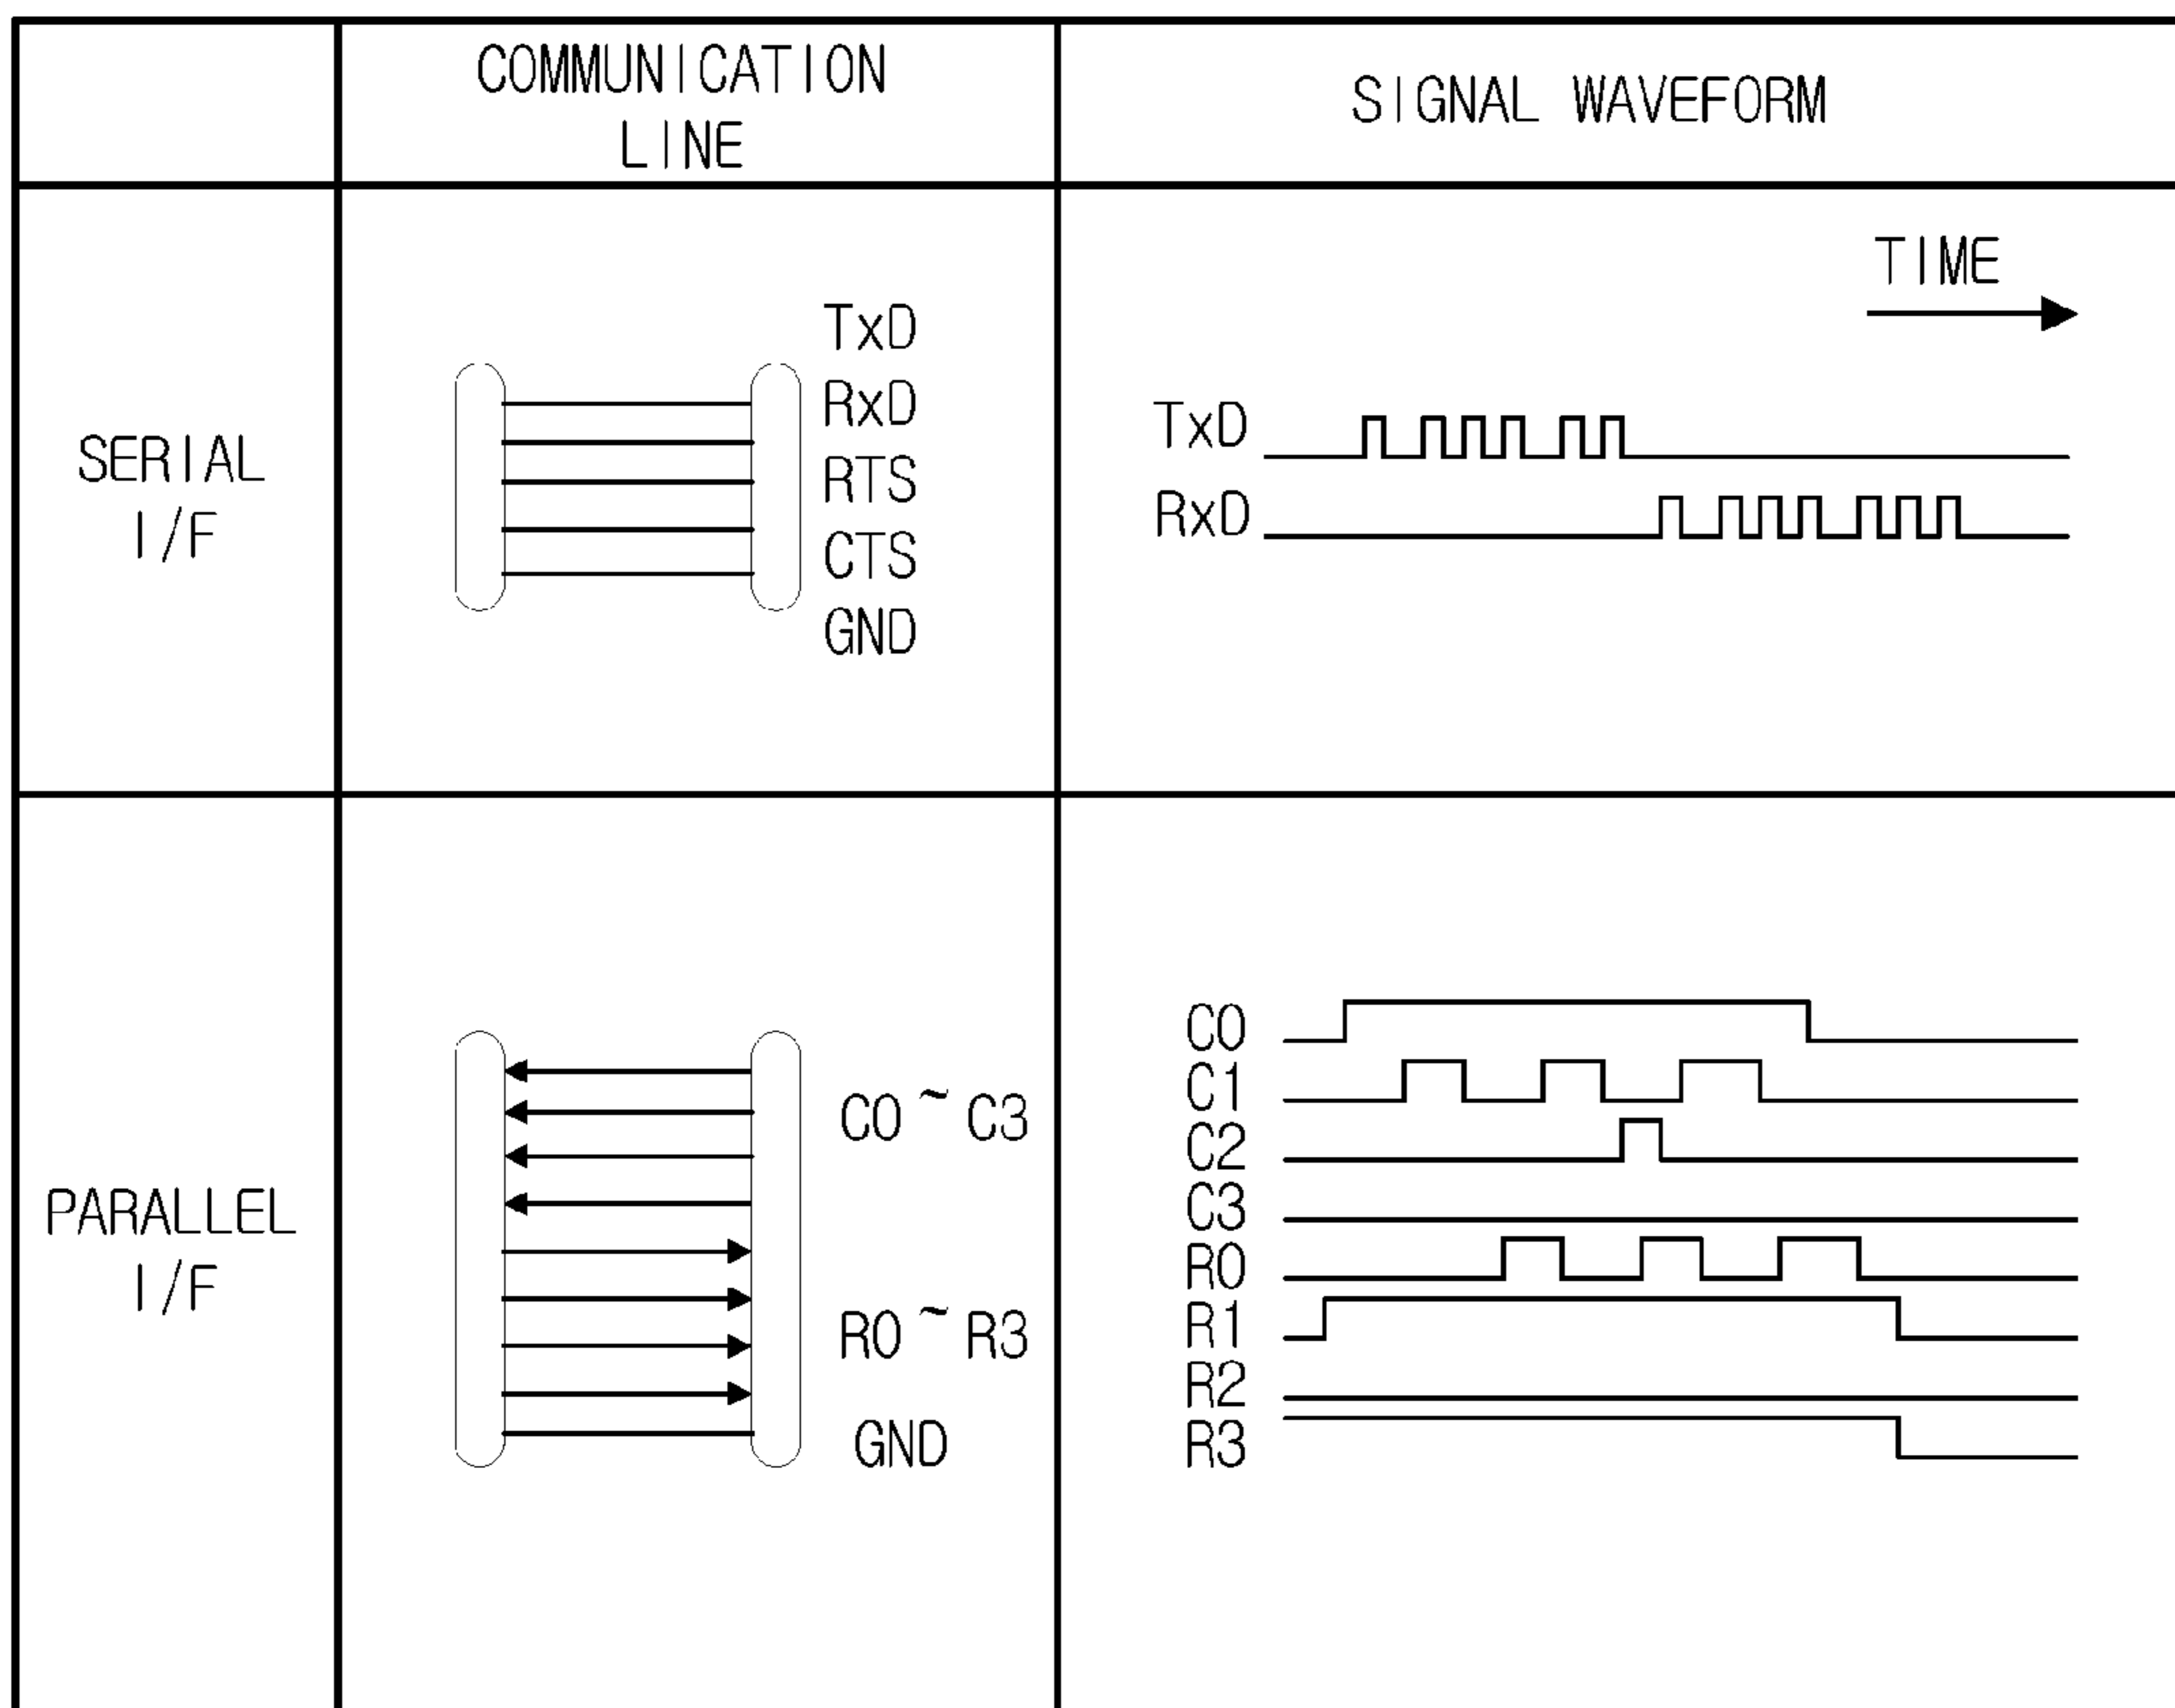 COMMUNICATION
LINE
SIGNAL WAVEFORM
SERIAL
I/F
TxD
RxD
RTS
CTS
GND
TIME
TxD
RxD
PARALLEL
I/F
C0 ~ C3
R0 ~ R3
GND
C0
C1
C2
C3
R0
R1
R2
R3